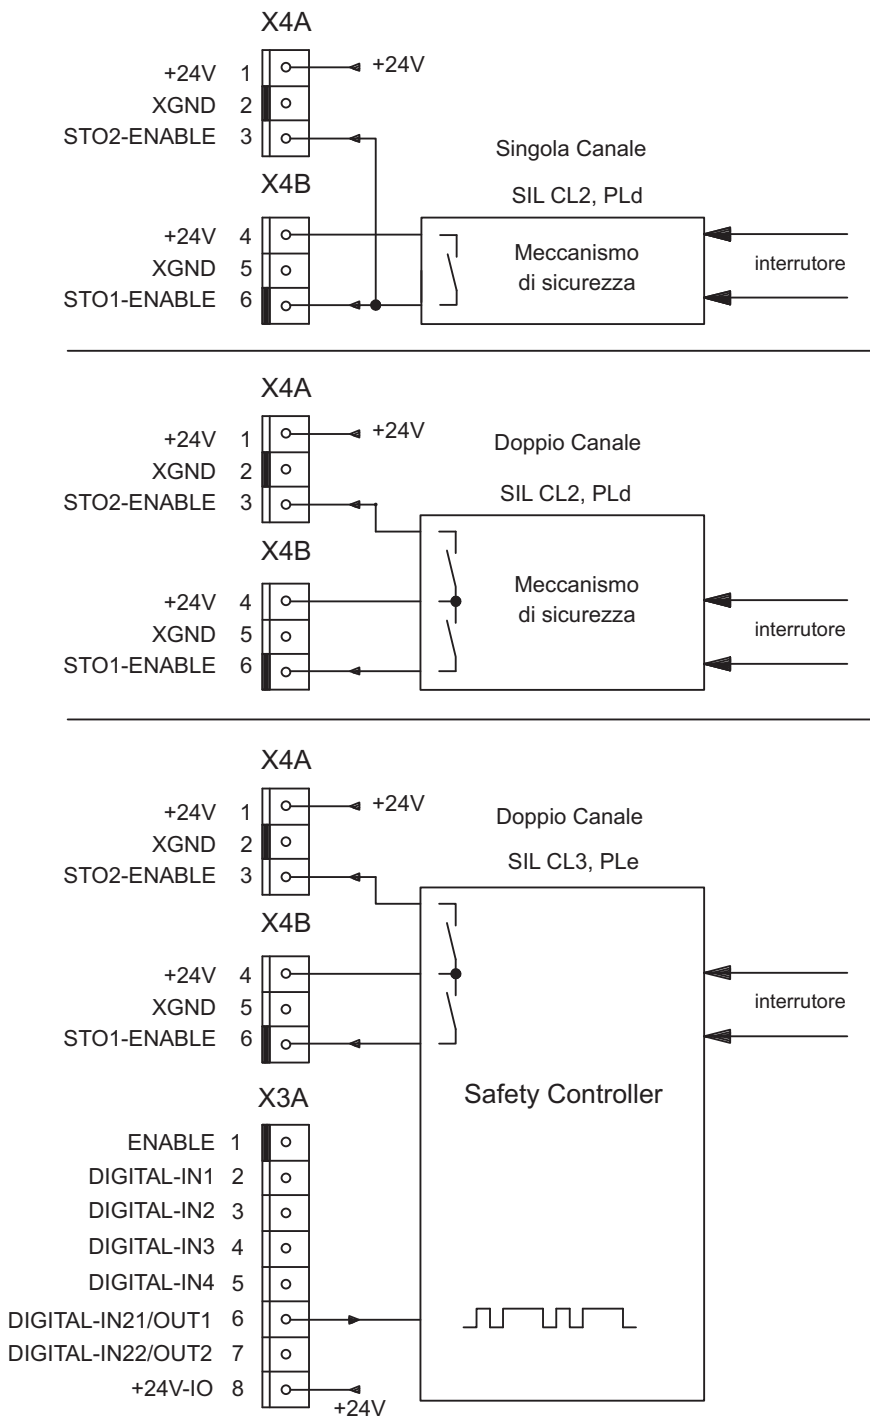 X4A
+24V 1 +24V
XGND 2
STO2-ENABLE 3
Singola Canale
X4B
SIL CL2, PLd
+24V 4
Meccanismo
di sicurezza
interrutore
XGND 5
STO1-ENABLE 6
X4A
+24V 1 +24V
Doppio Canale
XGND 2
SIL CL2, PLd
STO2-ENABLE 3
X4B
+24V 4
Meccanismo
di sicurezza
interrutore
XGND 5
STO1-ENABLE 6
X4A
+24V 1 +24V
Doppio Canale
XGND 2
SIL CL3, PLe
STO2-ENABLE 3
X4B
+24V 4
XGND 5
interrutore
STO1-ENABLE 6
Safety Controller
X3A
ENABLE 1
DIGITAL-IN1 2
DIGITAL-IN2 3
DIGITAL-IN3 4
DIGITAL-IN4 5
DIGITAL-IN21/OUT1 6
DIGITAL-IN22/OUT2 7
+24V-IO 8
+24V